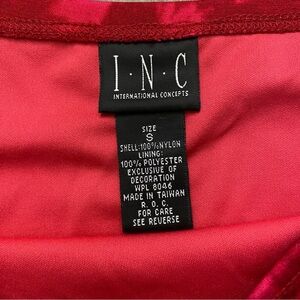 I·N·C
INTERNATIONAL CONCEPTS
SIZE
S
SHELL:100%NYLON
LINING:
100% POLYESTER
EXCLUSIVE OF
DECORATION
WPL 8046
MADE IN TAIWAN
R. O. C.
FOR CARE
SEE REVERSE